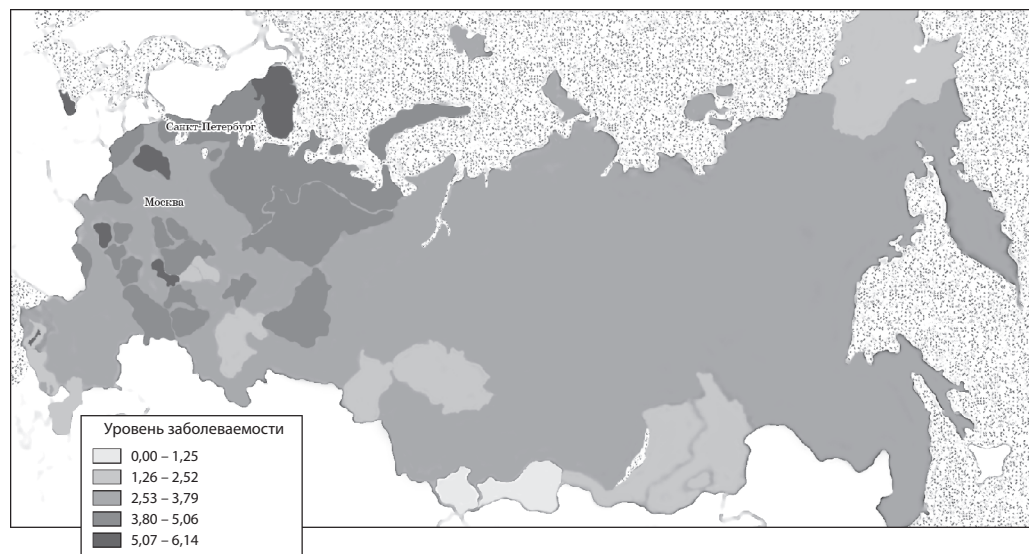 Санкт-Петербург
Москва
Уровень заболеваемости
0,00 – 1,25
1,26 – 2,52
2,53 – 3,79
3,80 – 5,06
5,07 – 6,14